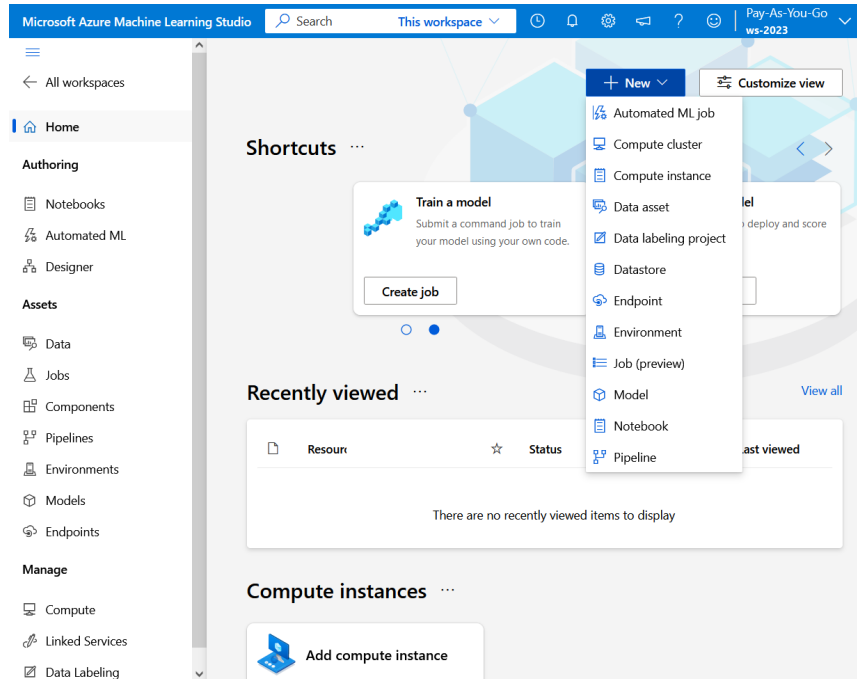 Microsoft Azure Machine Learning Studio
Search
This workspace
Pay-As-You-Go
ws-2023
All workspaces
Home
Authoring
Notebooks
Automated ML
Designer
Assets
Data
Jobs
Components
Pipelines
Environments
Models
Endpoints
Manage
Compute
Linked Services
Data Labeling
New
Customize view
Automated ML job
Compute cluster
Compute instance
Data asset
Data labeling project
Datastore
Endpoint
Environment
Job (preview)
Model
Notebook
Pipeline
Shortcuts
Train a model
Submit a command job to train
your model using your own code.
Create job
deploy and score
Recently viewed
View all
Status
Last viewed
There are no recently viewed items to display
Compute instances
Add compute instance